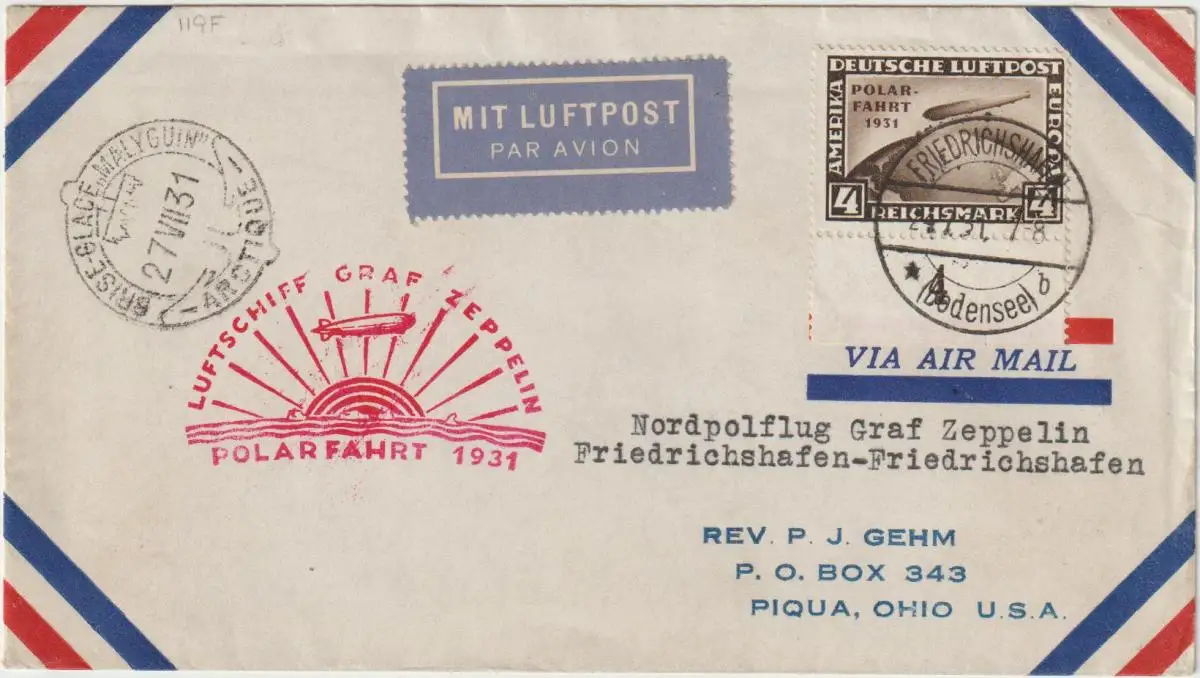 119F
MIT LUFTPOST
PAR AVION
DEUTSCHE LUFTPOST
AMERIKA
EUROPA
POLAR-
FAHRT
1931
4 REICHSMARK 4
FRIEDRICHSHAFEN
7-8
(Bodensee) b
BRISE-GLACE „MALYGUIN"
27 VII 31
ARCTIQUE
LUFTSCHIFF GRAF ZEPPELIN
POLARFAHRT 1931
VIA AIR MAIL
Nordpolflug Graf Zeppelin
Friedrichshafen-Friedrichshafen
REV. P. J. GEHM
P. O. BOX 343
PIQUA, OHIO U.S.A.